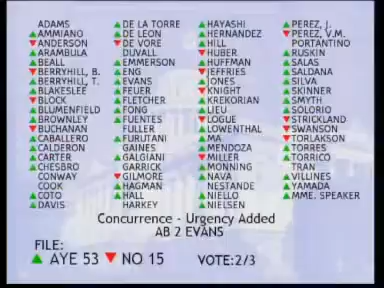 ADAMS
AMMIANO
ANDERSON
ARAMBULA
BEALL
BERRYHILL, B.
BERRYHILL, T.
BLAKESLEE
BLOCK
BLUMENFIELD
BROWNLEY
BUCHANAN
CABALLERO
CALDERON
CARTER
CHESBRO
CONWAY
COOK
COTO
DAVIS
DE LA TORRE
DE LEON
DE VORE
DUVALL
EMMERSON
ENG
EVANS
FEUER
FLETCHER
FONG
FUENTES
FULLER
FURUTANI
GAINES
GALGIANI
GARRICK
GILMORE
HAGMAN
HALL
HARKEY
HAYASHI
HERNANDEZ
HILL
HUBER
HUFFMAN
JEFFRIES
JONES
KNIGHT
KREKORIAN
LIEU
LOGUE
LOWENTHAL
MA
MENDOZA
MILLER
MONNING
NAVA
NESTANDE
NIELLO
NIELSEN
PEREZ, J.
PEREZ, V.M.
PORTANTINO
RUSKIN
SALAS
SALDANA
SILVA
SKINNER
SMYTH
SOLORIO
STRICKLAND
SWANSON
TORLAKSON
TORRES
TORRICO
TRAN
VILLINES
YAMADA
MME. SPEAKER
Concurrence - Urgency Added
AB 2 EVANS
FILE:
AYE 53 NO 15 VOTE:2/3